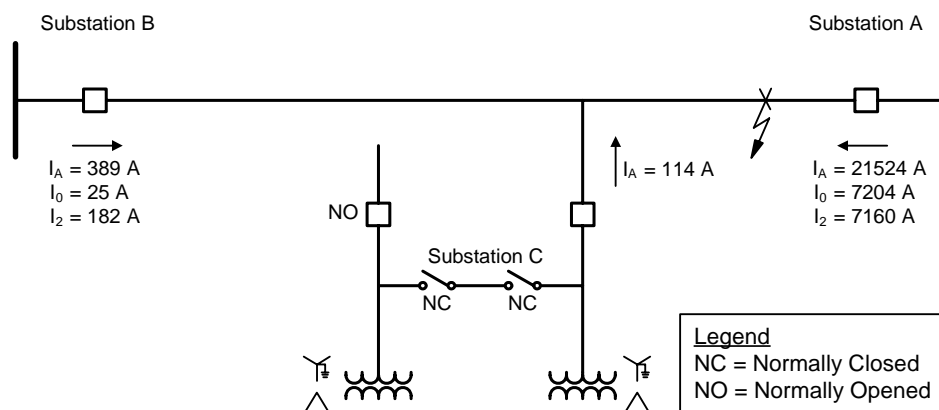 Substation B
Substation A
I_A = 389 A
I_0 = 25 A
I_2 = 182 A
I_A = 114 A
I_A = 21524 A
I_0 = 7204 A
I_2 = 7160 A
NO
Substation C
NC
NC
Legend
NC = Normally Closed
NO = Normally Opened